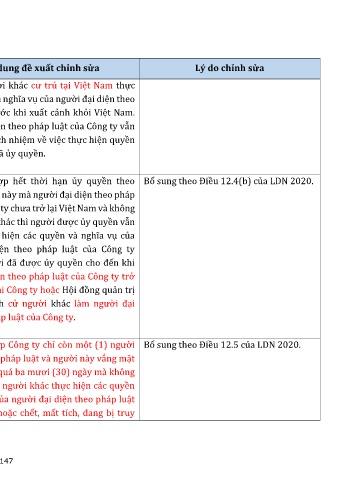 dung đề xuất chỉnh sửa Lý do chỉnh sửa
ời khác cư trú tại Việt Nam thực
nghĩa vụ của người đại diện theo
ớc khi xuất cảnh khỏi Việt Nam.
n theo pháp luật của Công ty vẫn
ch nhiệm về việc thực hiện quyền
ã ủy quyền.
ợp hết thời hạn ủy quyền theo Bổ sung theo Điều 12.4(b) của LDN 2020.
này mà người đại diện theo pháp
ty chưa trở lại Việt Nam và không
khác thì người được ủy quyền vẫn
hiện các quyền và nghĩa vụ của
iện theo pháp luật của Công ty
i đã được ủy quyền cho đến khi
n theo pháp luật của Công ty trở
ại Công ty hoặc Hội đồng quản trị
h cử người khác làm người đại
p luật của Công ty.
p Công ty chỉ còn một (1) người Bổ sung theo Điều 12.5 của LDN 2020.
pháp luật và người này vắng mặt
quá ba mươi (30) ngày mà không
người khác thực hiện các quyền
ủa người đại diện theo pháp luật
hoặc chết, mất tích, đang bị truy
147